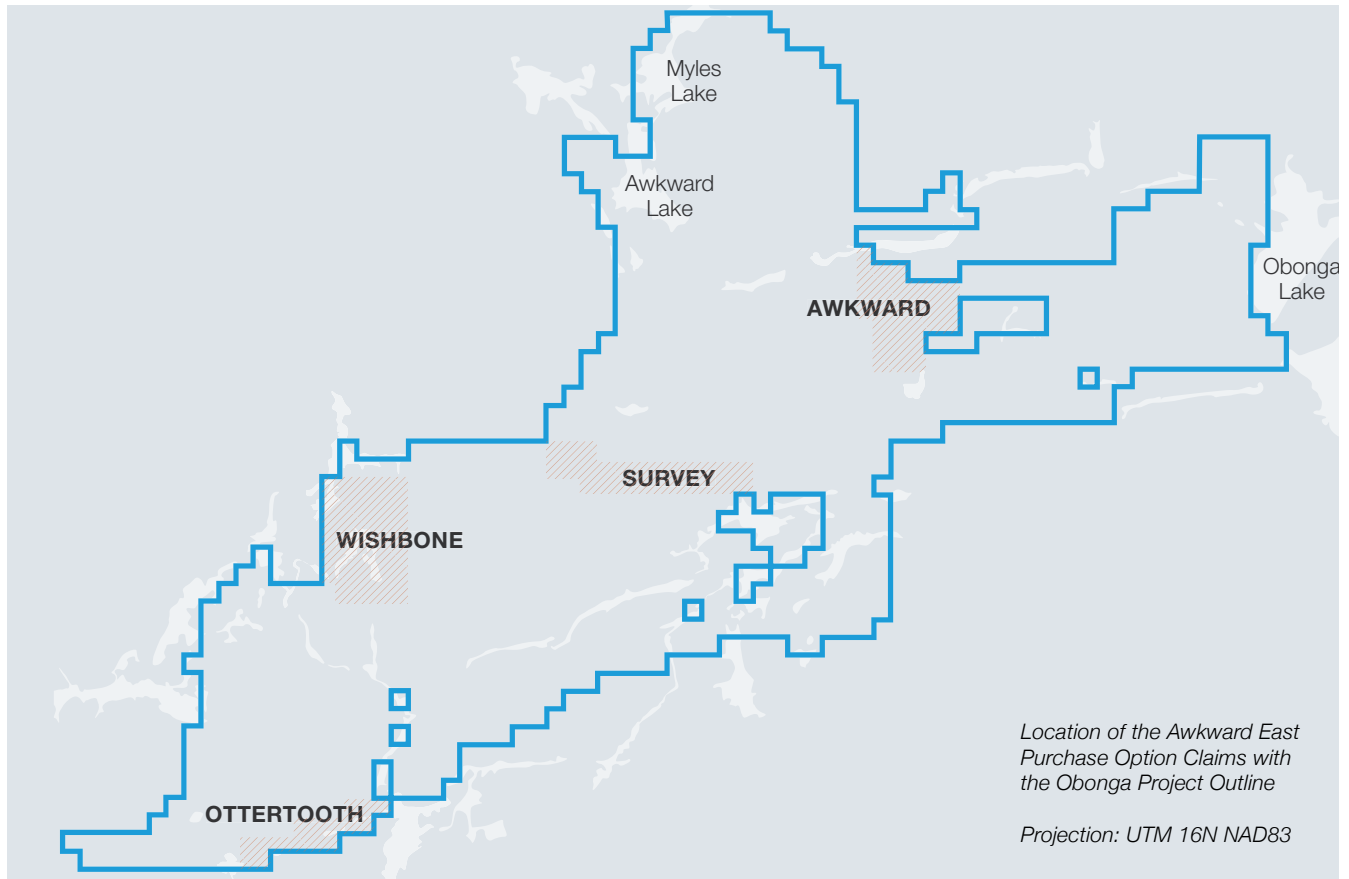 Myles
Lake
Awkward
Lake
Obonga
Lake
AWKWARD
SURVEY
WISHBONE
OTTERTOOTH
Location of the Awkward East
Purchase Option Claims with
the Obonga Project Outline
Projection: UTM 16N NAD83